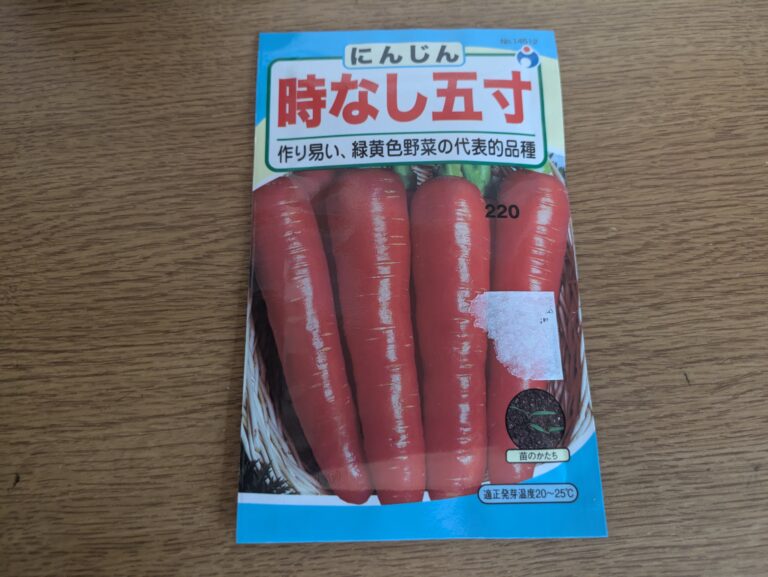 にんじん
時なし五寸
作り易い、緑黄色野菜の代表的品種
220
苗のかたち
適正発芽温度20〜25℃